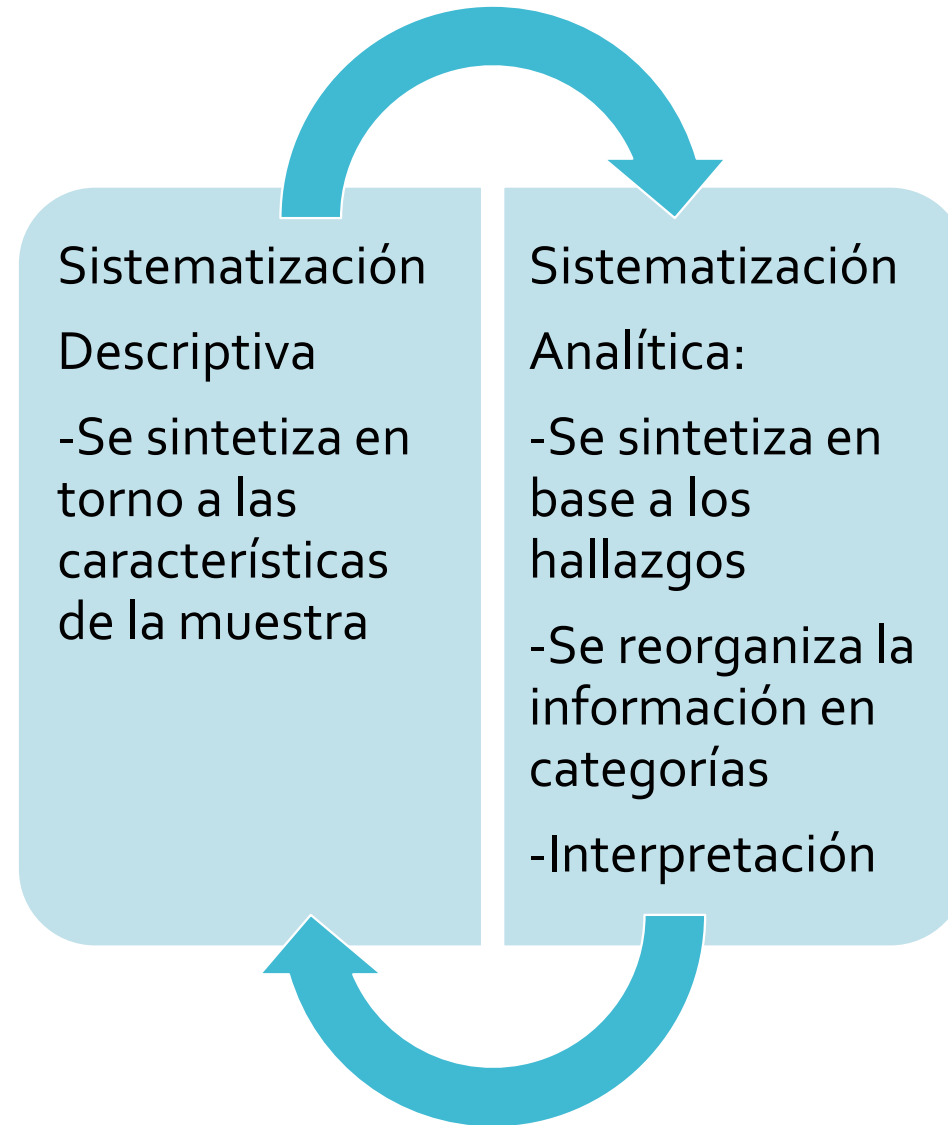 Sistematización
Descriptiva
-Se sintetiza en
torno a las
características
de la muestra
Sistematización
Analítica:
-Se sintetiza en
base a los
hallazgos
-Se reorganiza la
información en
categorías
-Interpretación